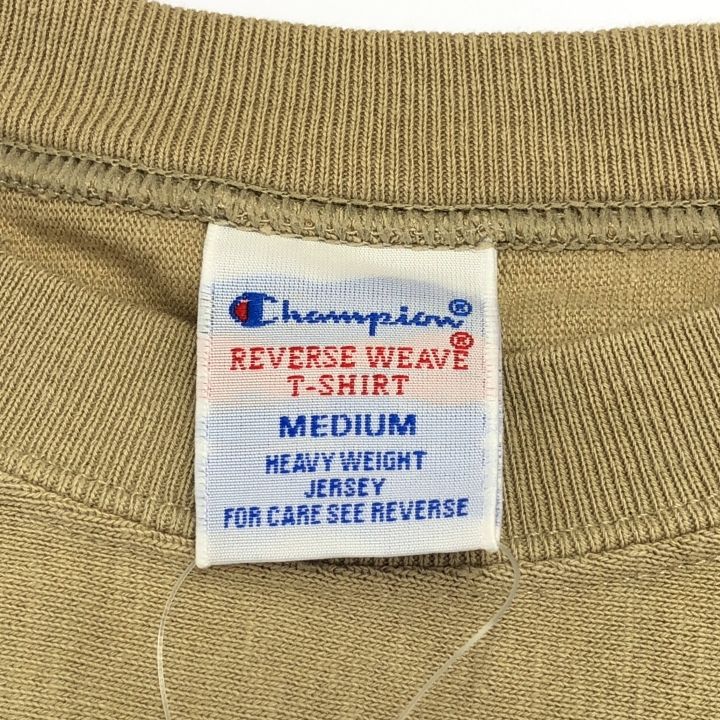 Champion®
REVERSE WEAVE®
T-SHIRT
MEDIUM
HEAVY WEIGHT
JERSEY
FOR CARE SEE REVERSE